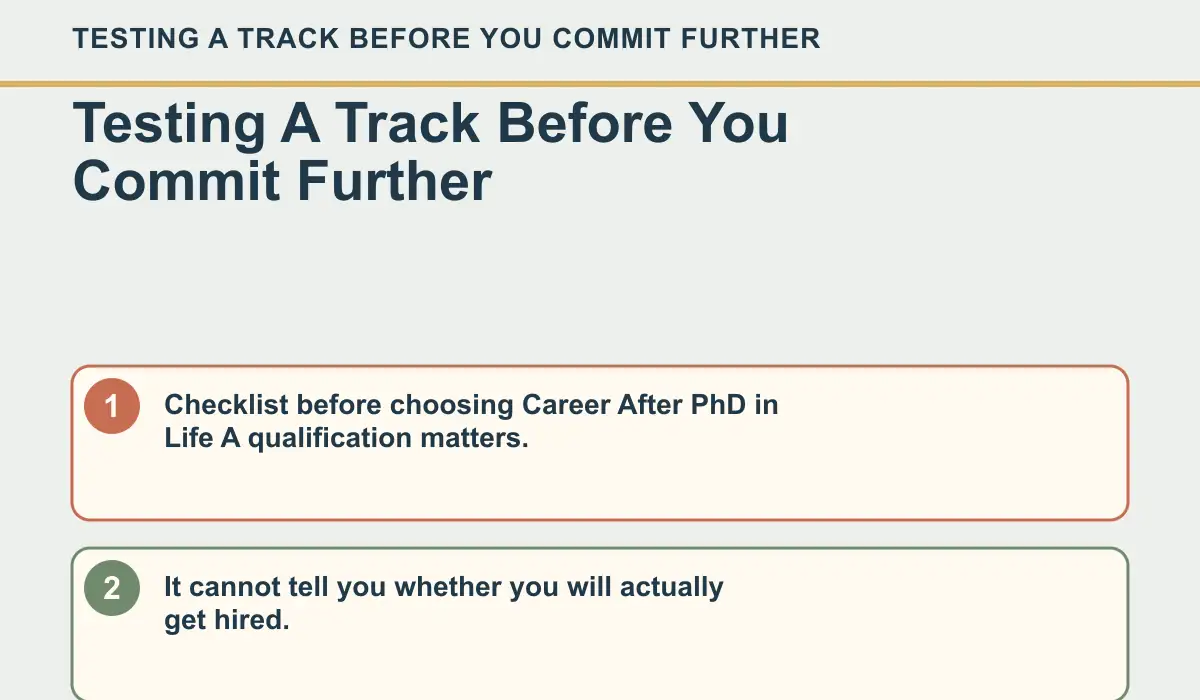 TESTING A TRACK BEFORE YOU COMMIT FURTHER
Testing A Track Before You
Commit Further
1
Checklist before choosing Career After PhD in
Life A qualification matters.
2
It cannot tell you whether you will actually
get hired.